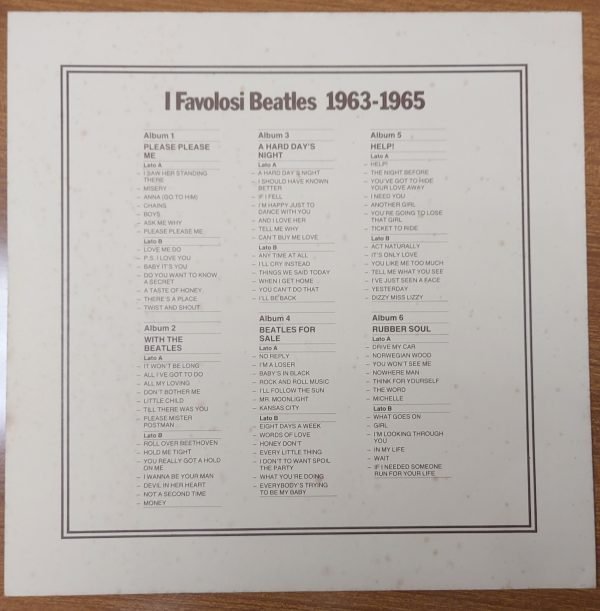 I Favolosi Beatles 1963-1965
Album 1
PLEASE PLEASE
ME
Lato A
– I SAW HER STANDING
THERE
– MISERY
– ANNA (GO TO HIM)
– CHAINS
– BOYS
– ASK ME WHY
– PLEASE PLEASE ME
Lato B
– LOVE ME DO
– P.S. I LOVE YOU
– BABY IT'S YOU
– DO YOU WANT TO KNOW
A SECRET
– A TASTE OF HONEY
– THERE'S A PLACE
– TWIST AND SHOUT
Album 2
WITH THE
BEATLES
Lato A
– IT WON'T BE LONG
– ALL I'VE GOT TO DO
– ALL MY LOVING
– DON'T BOTHER ME
– LITTLE CHILD
– TILL THERE WAS YOU
– PLEASE MISTER
POSTMAN
Lato B
– ROLL OVER BEETHOVEN
– HOLD ME TIGHT
– YOU REALLY GOT A HOLD
ON ME
– I WANNA BE YOUR MAN
– DEVIL IN HER HEART
– NOT A SECOND TIME
– MONEY
Album 3
A HARD DAY'S
NIGHT
Lato A
– A HARD DAY'S NIGHT
– I SHOULD HAVE KNOWN
BETTER
– IF I FELL
– I'M HAPPY JUST TO
DANCE WITH YOU
– AND I LOVE HER
– TELL ME WHY
– CAN'T BUY ME LOVE
Lato B
– ANY TIME AT ALL
– I'LL CRY INSTEAD
– THINGS WE SAID TODAY
– WHEN I GET HOME
– YOU CAN'T DO THAT
– I'LL BE BACK
Album 4
BEATLES FOR
SALE
Lato A
– NO REPLY
– I'M A LOSER
– BABY'S IN BLACK
– ROCK AND ROLL MUSIC
– I'LL FOLLOW THE SUN
– MR. MOONLIGHT
– KANSAS CITY
Lato B
– EIGHT DAYS A WEEK
– WORDS OF LOVE
– HONEY DON'T
– EVERY LITTLE THING
– I DON'T TO WANT SPOIL
THE PARTY
– WHAT YOU'RE DOING
– EVERYBODY'S TRYING
TO BE MY BABY
Album 5
HELP!
Lato A
– HELP!
– THE NIGHT BEFORE
– YOU'VE GOT TO HIDE
YOUR LOVE AWAY
– I NEED YOU
– ANOTHER GIRL
– YOU'RE GOING TO LOSE
THAT GIRL
– TICKET TO RIDE
Lato B
– ACT NATURALLY
– IT'S ONLY LOVE
– YOU LIKE ME TOO MUCH
– TELL ME WHAT YOU SEE
– I'VE JUST SEEN A FACE
– YESTERDAY
– DIZZY MISS LIZZY
Album 6
RUBBER SOUL
Lato A
– DRIVE MY CAR
– NORWEGIAN WOOD
– YOU WON'T SEE ME
– NOWHERE MAN
– THINK FOR YOURSELF
– THE WORD
– MICHELLE
Lato B
– WHAT GOES ON
– GIRL
– I'M LOOKING THROUGH
YOU
– IN MY LIFE
– WAIT
– IF I NEEDED SOMEONE
RUN FOR YOUR LIFE